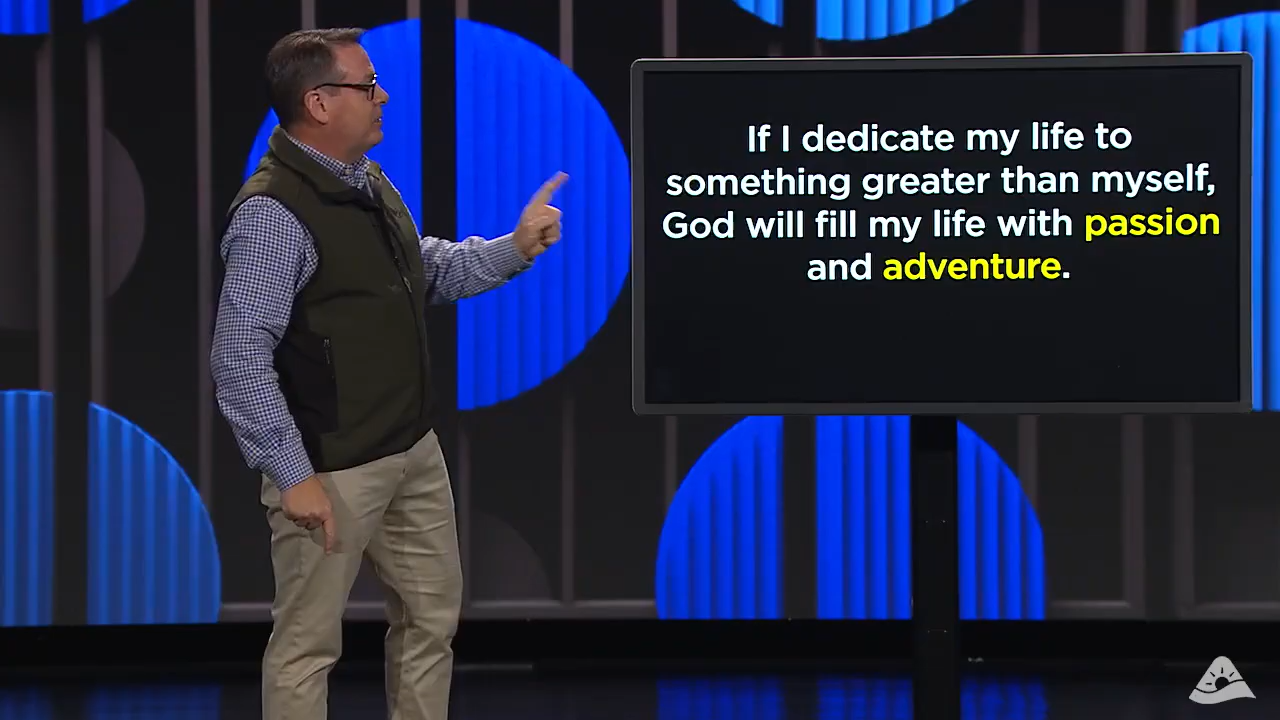 If I dedicate my life to
something greater than myself,
God will fill my life with passion
and adventure.